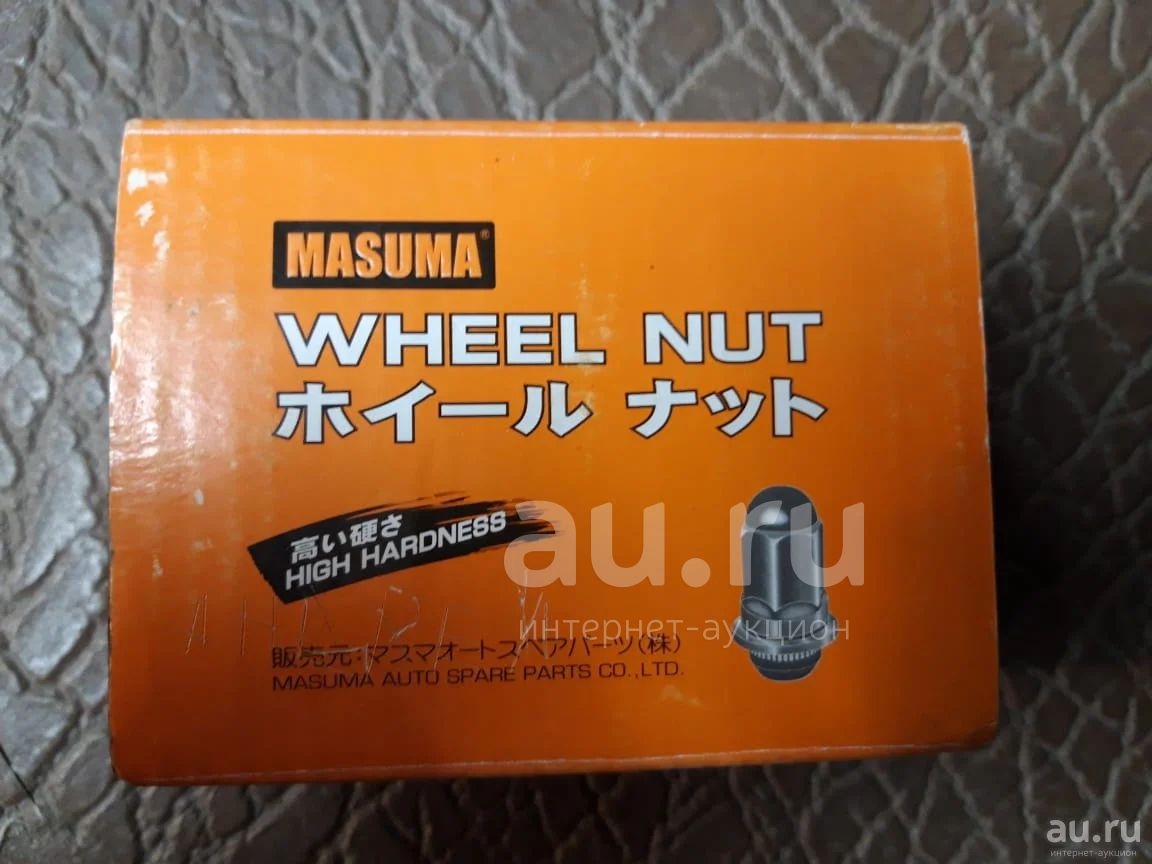 MASUMA®
WHEEL NUT
ホイール ナット
高い硬さ
HIGH HARDNESS
au.ru
интернет-аукцион
販売元:マスマオートスペアパーツ(株)
MASUMA AUTO SPARE PARTS CO.,LTD.
au.ru
интернет-аукцион